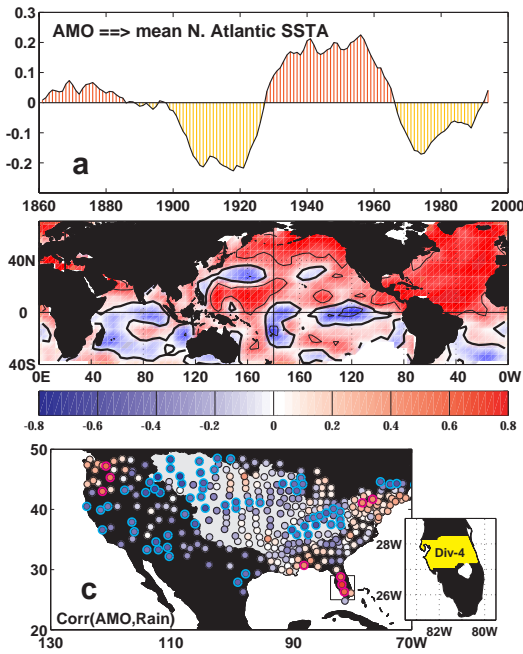 0.3
AMO ==> mean N. Atlantic SSTA
0.2
0.1
0
-0.1
-0.2
a
1860 1880 1900 1920 1940 1960 1980 2000
40N
0
40S
0E 40 80 120 160 160 120 80 40 0W
-0.8 -0.6 -0.4 -0.2 0 0.2 0.4 0.6 0.8
50
40
30
20
c
Corr(AMO,Rain)
130 110 90 70W
28N
Div-4
26N
82W 80W